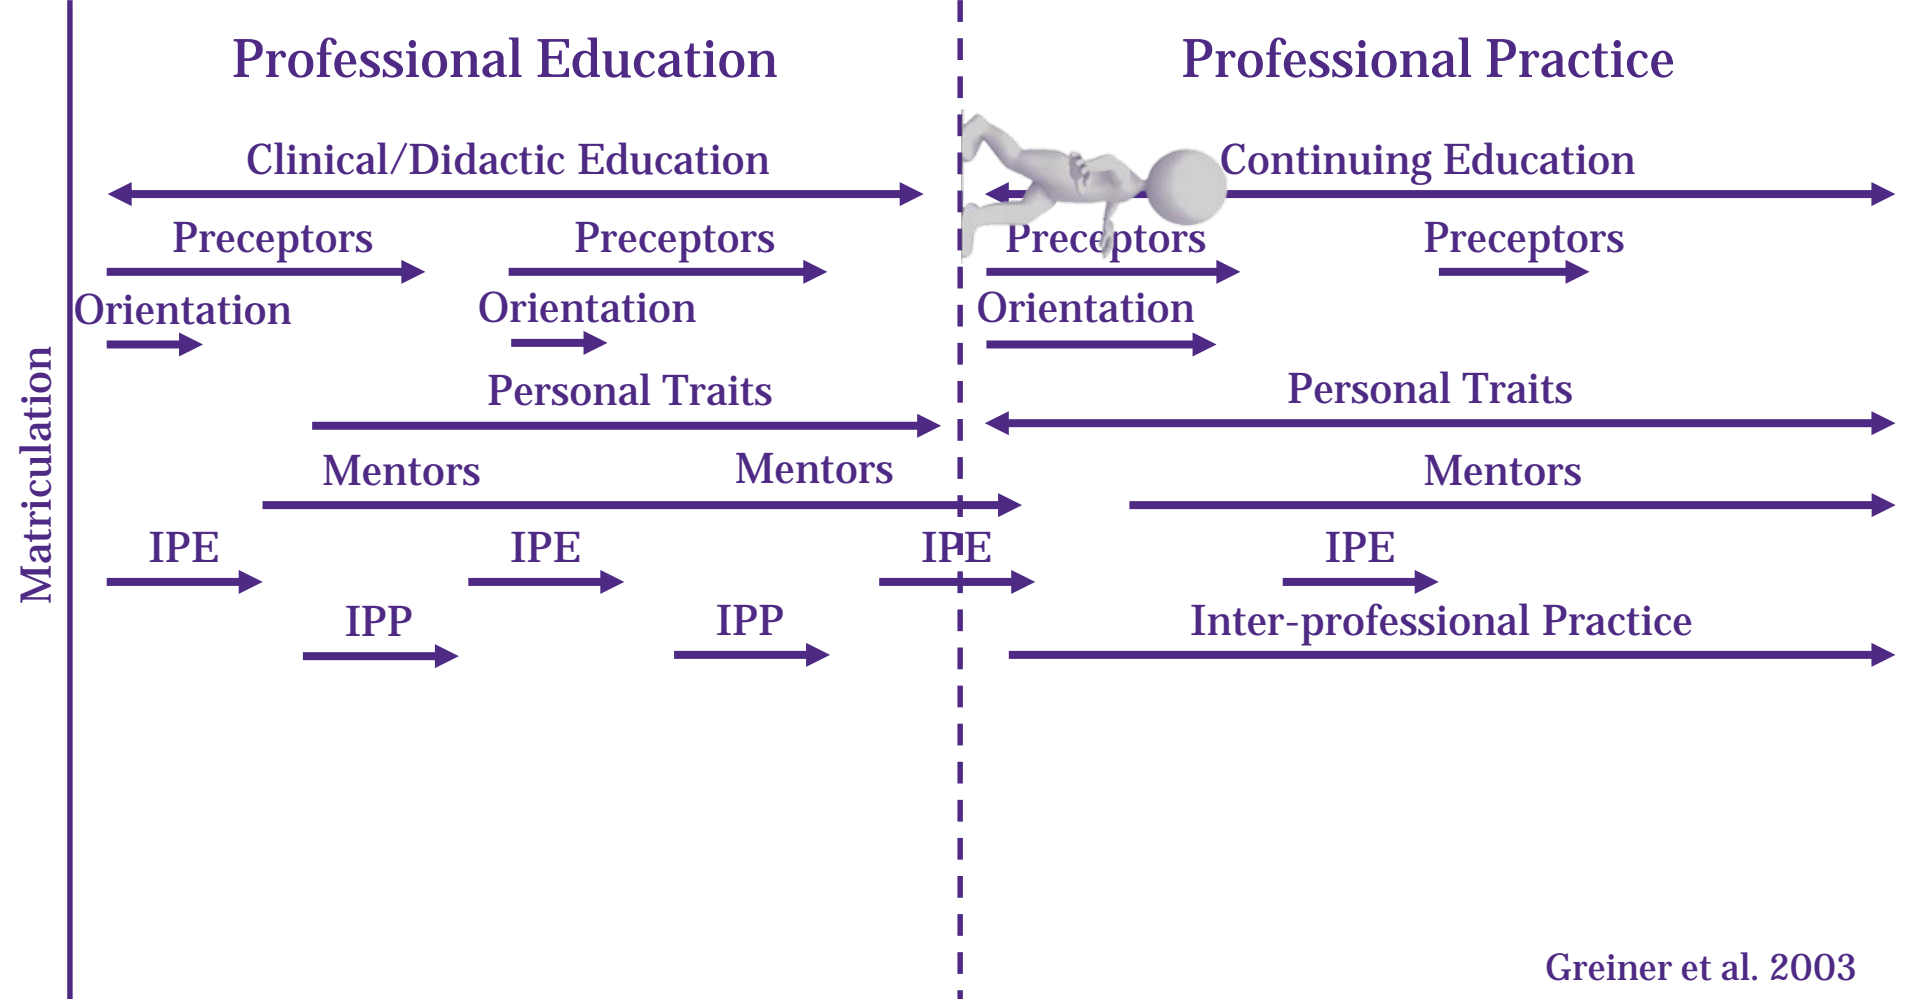 Professional Education
Professional Practice
Clinical/Didactic Education
Continuing Education
Preceptors
Preceptors
Preceptors
Preceptors
Orientation
Orientation
Orientation
Personal Traits
Personal Traits
Mentors
Mentors
Mentors
IPE
IPE
IPE
IPE
IPP
IPP
Inter-professional Practice
Matriculation
Greiner et al. 2003